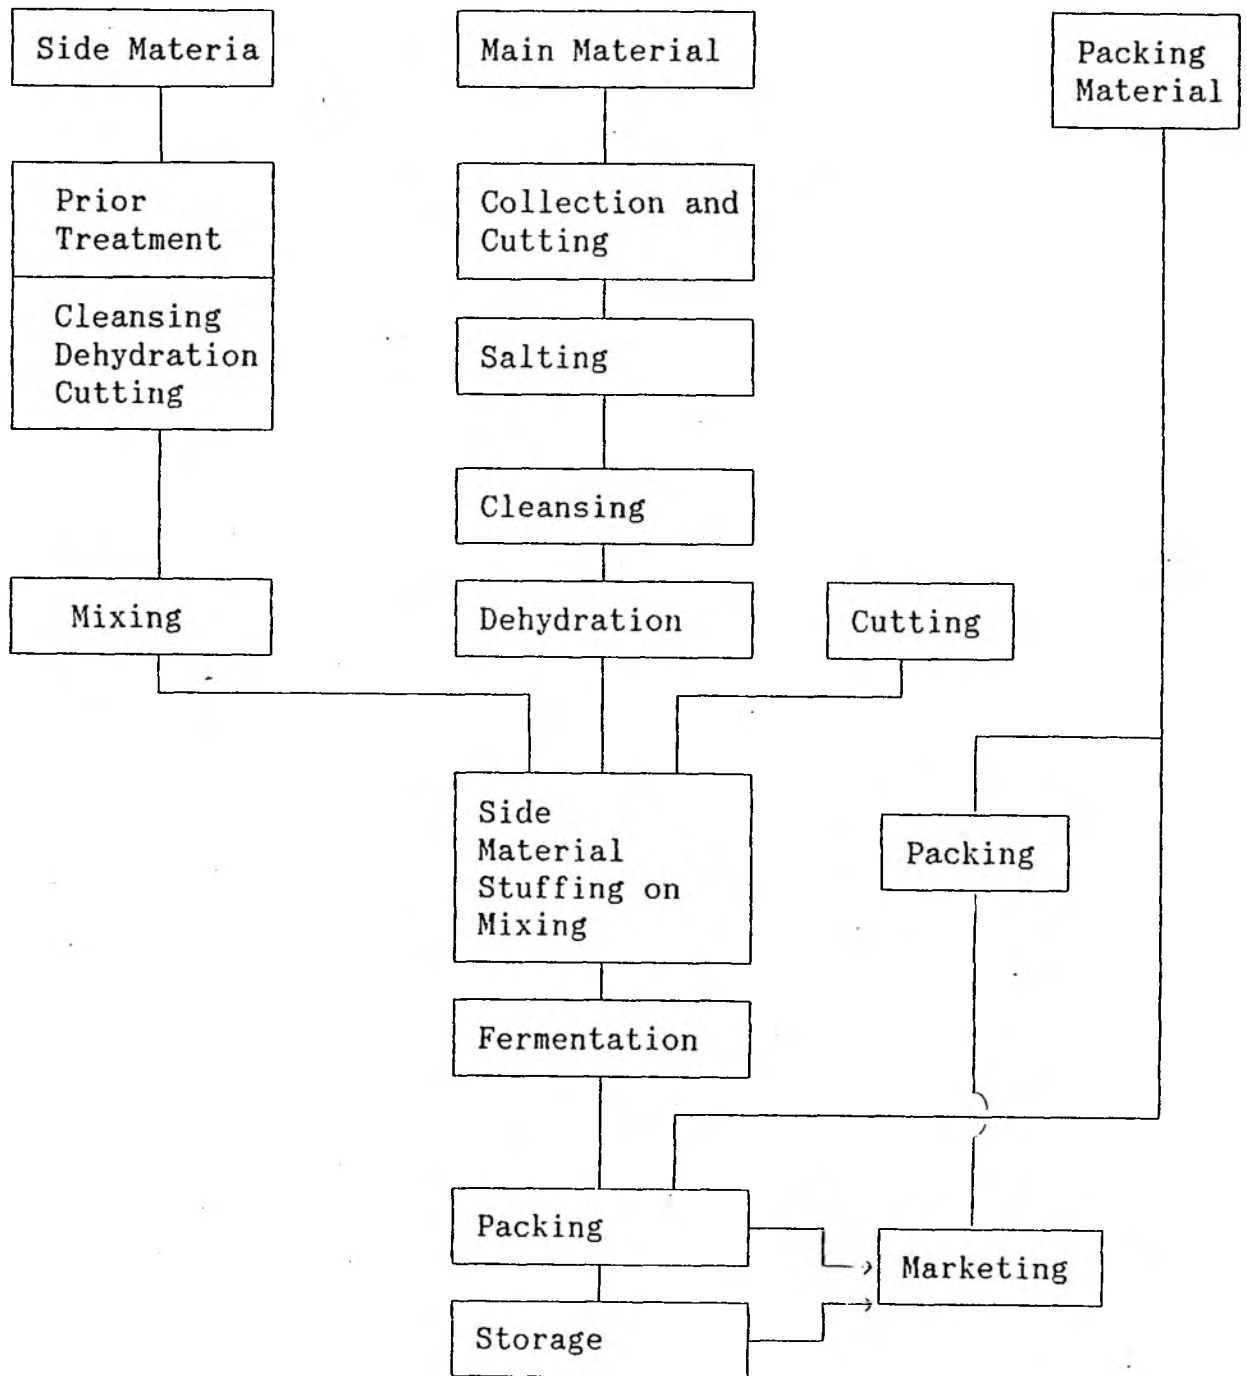 Side Materia
Main Material
Packing
Material
Prior
Treatment
Collection and
Cutting
Cleansing
Dehydration
Cutting
Salting
Cleansing
Mixing
Dehydration
Cutting
Side
Material
Stuffing on
Mixing
Packing
Fermentation
Packing
Marketing
Storage